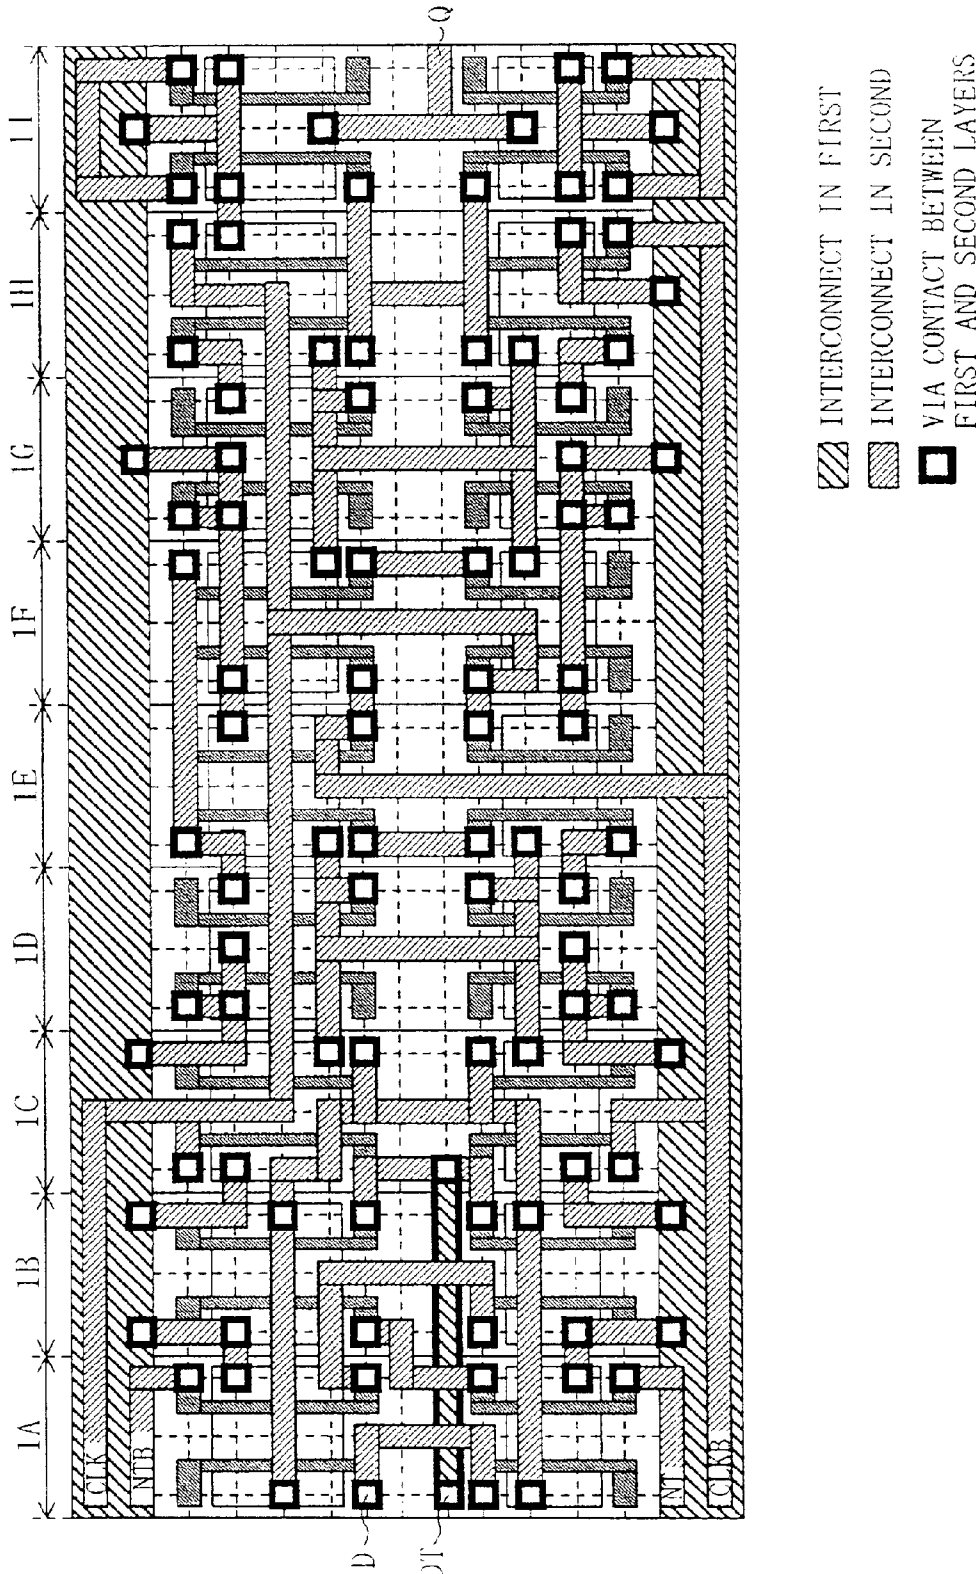 1A
1B
1C
1D
1E
1F
1G
1H
1I
CLK
NTB
D
DT
NT
CLKB
Q
INTERCONNECT IN FIRST
INTERCONNECT IN SECOND
VIA CONTACT BETWEEN
FIRST AND SECOND LAYERS